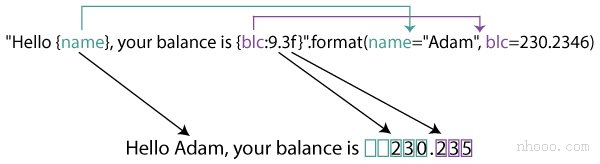 "Hello {name}, your balance is {blc:9.3f}".format(name="Adam", blc=230.2346)
Hello Adam, your balance is   230.235
nhooo.com